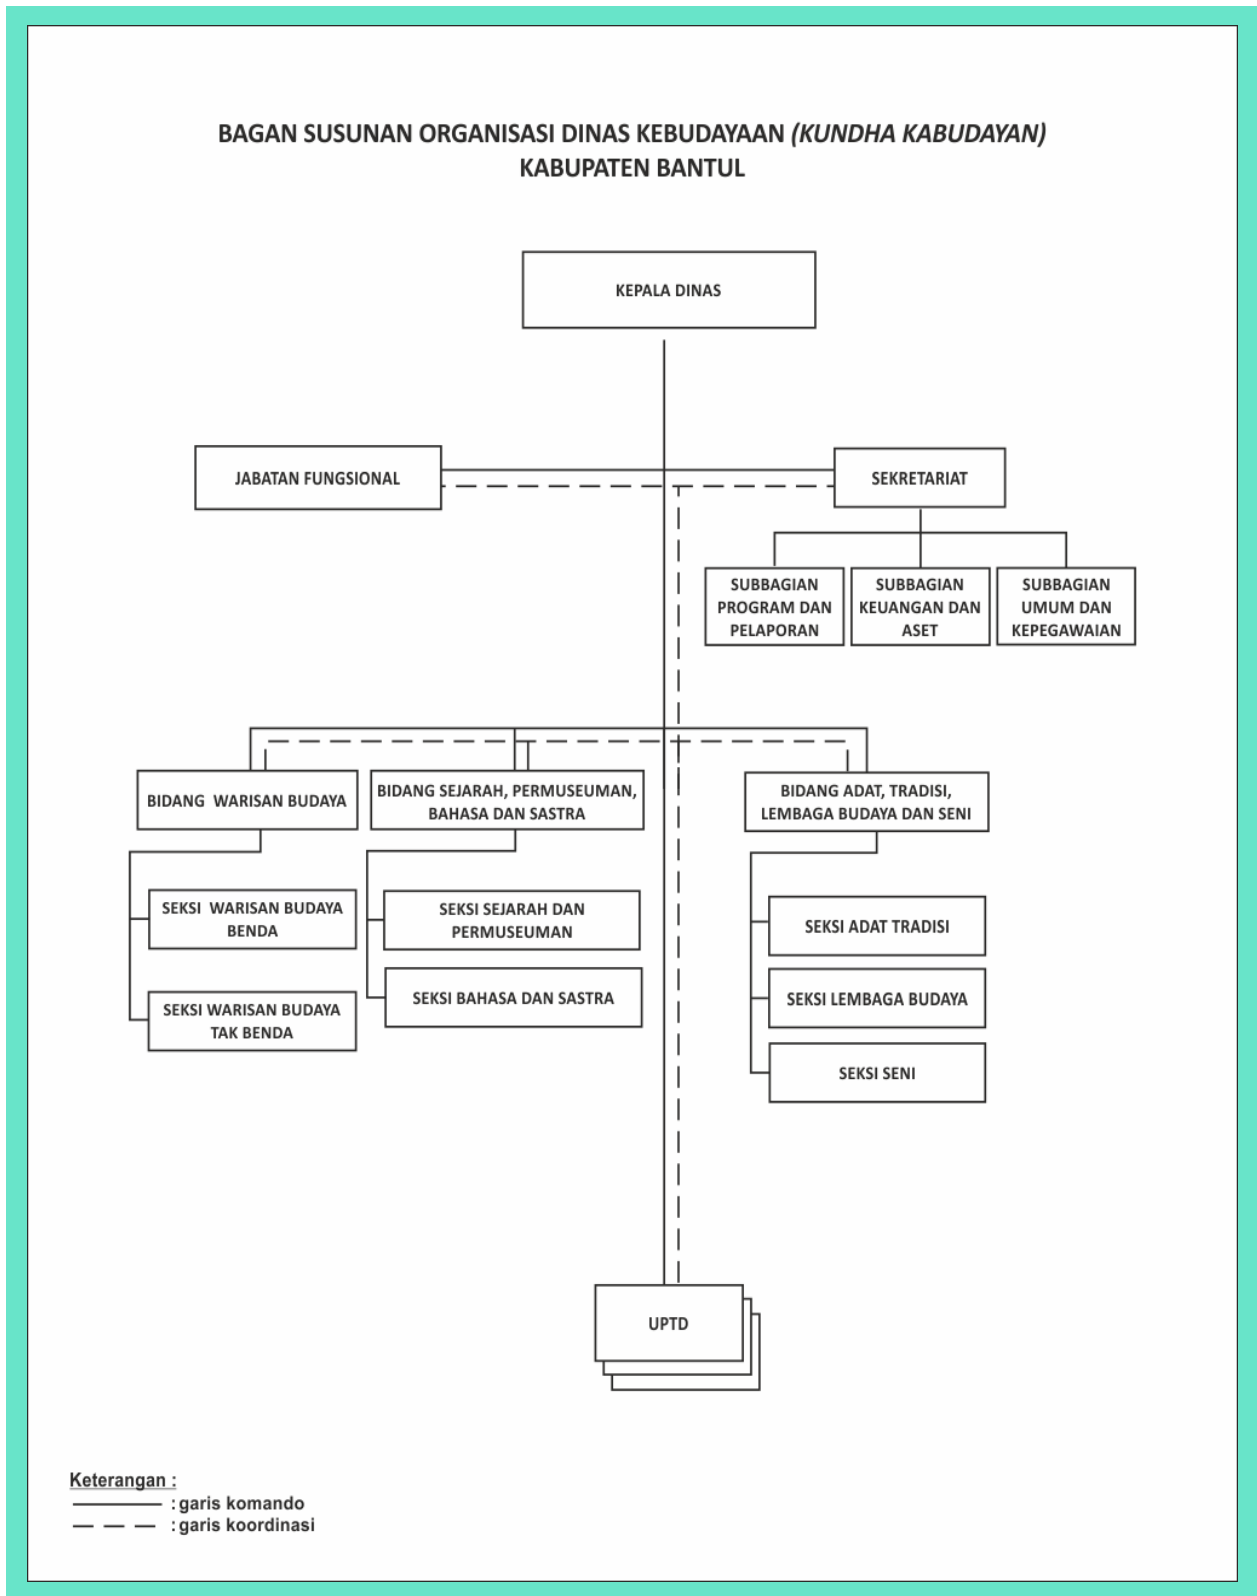 BAGAN SUSUNAN ORGANISASI DINAS KEBUDAYAAN (KUNDHA KABUDAYAN)
KABUPATEN BANTUL
KEPALA DINAS
JABATAN FUNGSIONAL
SEKRETARIAT
SUBBAGIAN
PROGRAM DAN
PELAPORAN
SUBBAGIAN
KEUANGAN DAN
ASET
SUBBAGIAN
UMUM DAN
KEPEGAWAIAN
BIDANG WARISAN BUDAYA
BIDANG SEJARAH, PERMUSEUMAN,
BAHASA DAN SASTRA
BIDANG ADAT, TRADISI,
LEMBAGA BUDAYA DAN SENI
SEKSI WARISAN BUDAYA
BENDA
SEKSI WARISAN BUDAYA
TAK BENDA
SEKSI SEJARAH DAN
PERMUSEUMAN
SEKSI BAHASA DAN SASTRA
SEKSI ADAT TRADISI
SEKSI LEMBAGA BUDAYA
SEKSI SENI
UPTD
Keterangan :
: garis komando
: garis koordinasi